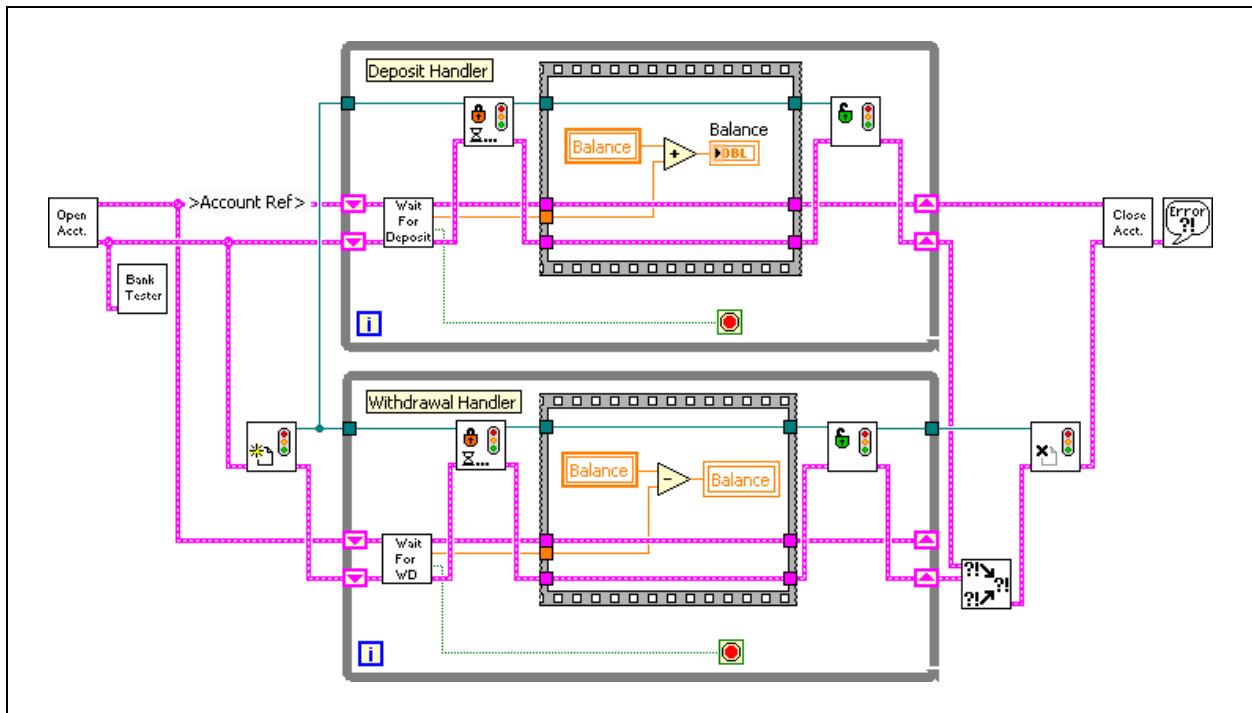 Deposit Handler
Balance
Balance
+
DBL
>Account Ref>
Open
Acct.
Wait
For
Deposit
Close
Acct.
Error
?!
Bank
Tester
i
Withdrawal Handler
Balance
-
Balance
Wait
For
WD
?!
?!
?!
i